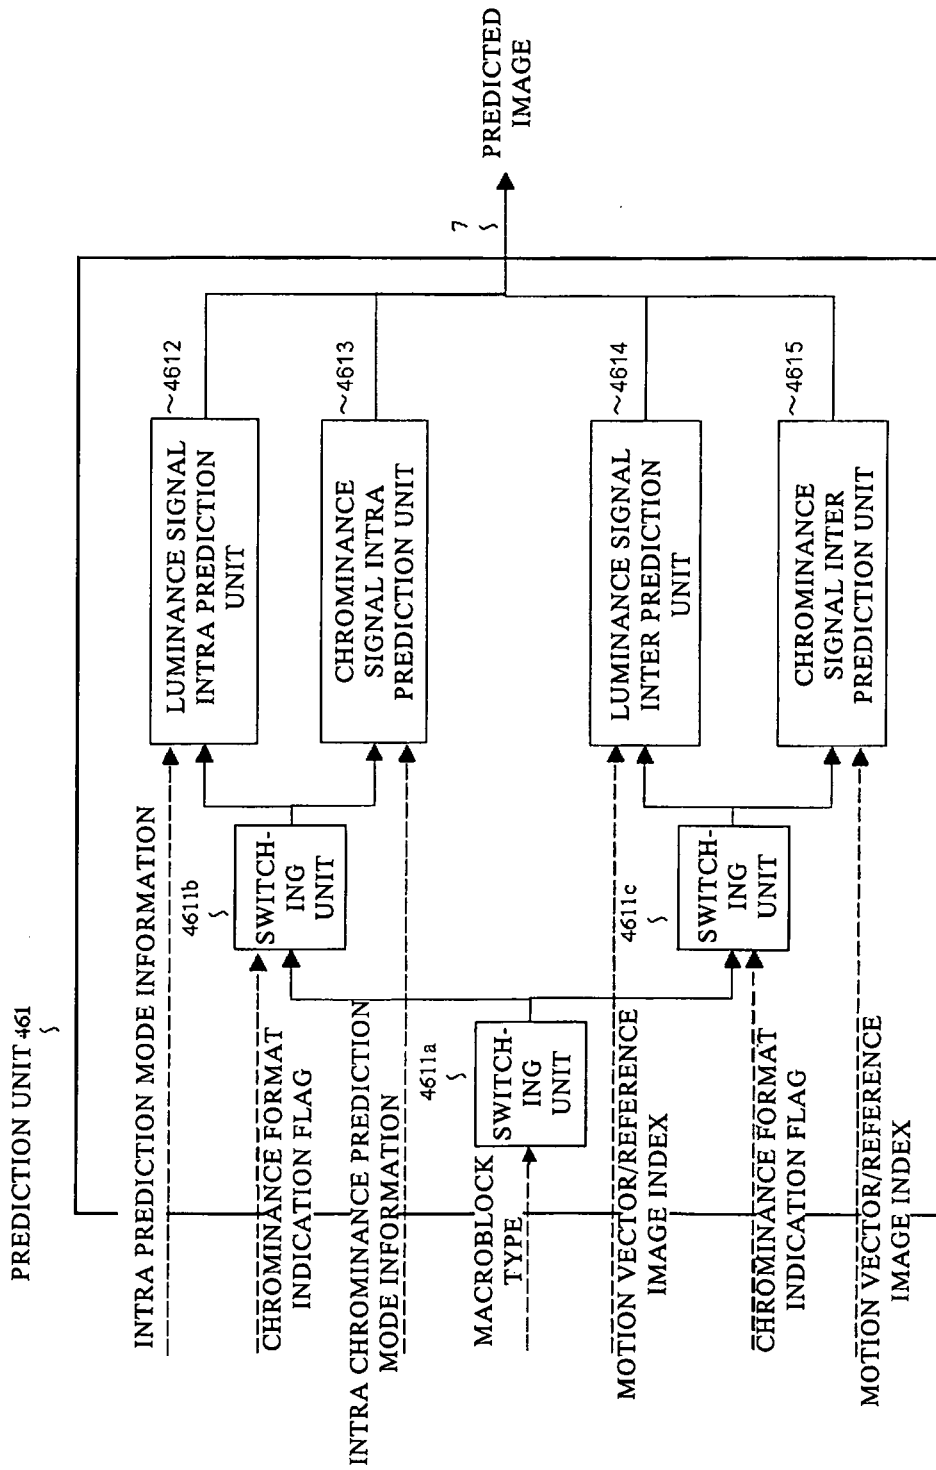 PREDICTION UNIT 461
INTRA PREDICTION MODE INFORMATION
CHROMINANCE FORMAT
INDICATION FLAG
INTRA CHROMINANCE PREDICTION
MODE INFORMATION
MACROBLOCK
TYPE
MOTION VECTOR/REFERENCE
IMAGE INDEX
CHROMINANCE FORMAT
INDICATION FLAG
MOTION VECTOR/REFERENCE
IMAGE INDEX
4611a
SWITCH-
ING
UNIT
4611b
SWITCH-
ING
UNIT
4611c
SWITCH-
ING
UNIT
LUMINANCE SIGNAL
INTRA PREDICTION
UNIT
4612
CHROMINANCE
SIGNAL INTRA
PREDICTION UNIT
4613
LUMINANCE SIGNAL
INTER PREDICTION
UNIT
4614
CHROMINANCE
SIGNAL INTER
PREDICTION UNIT
4615
7
PREDICTED
IMAGE